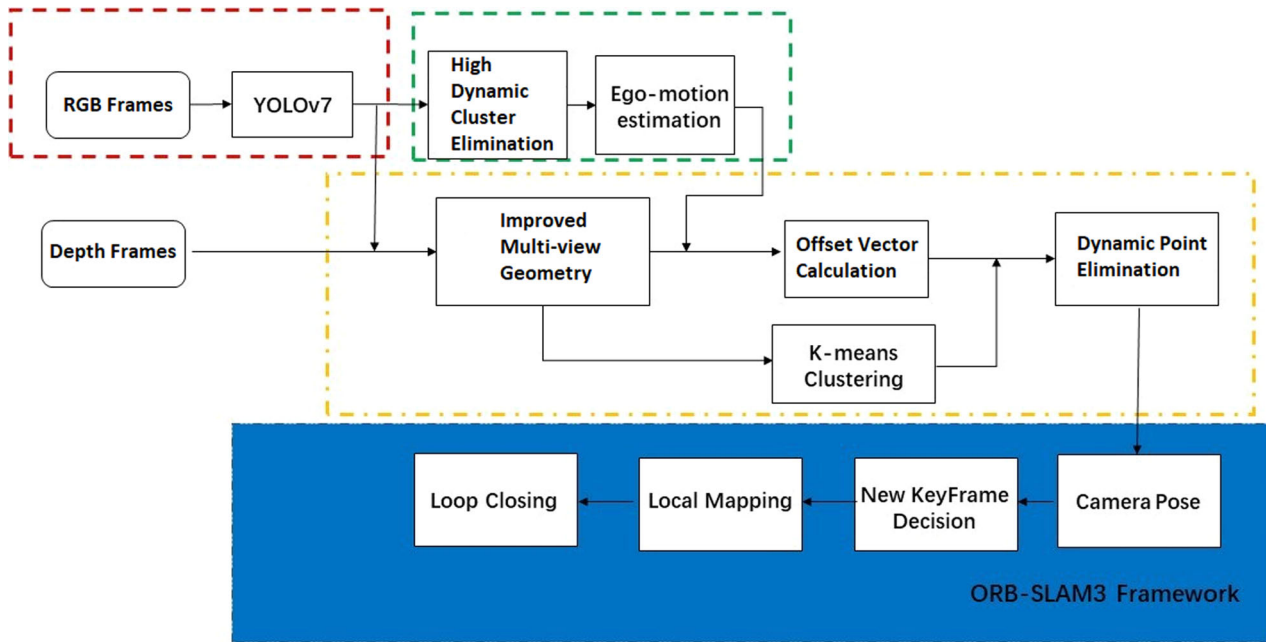 RGB Frames
YOLOv7
High
Dynamic
Cluster
Elimination
Ego-motion
estimation
Depth Frames
Improved
Multi-view
Geometry
Offset Vector
Calculation
Dynamic Point
Elimination
K-means
Clustering
Loop Closing
Local Mapping
New KeyFrame
Decision
Camera Pose
ORB-SLAM3 Framework